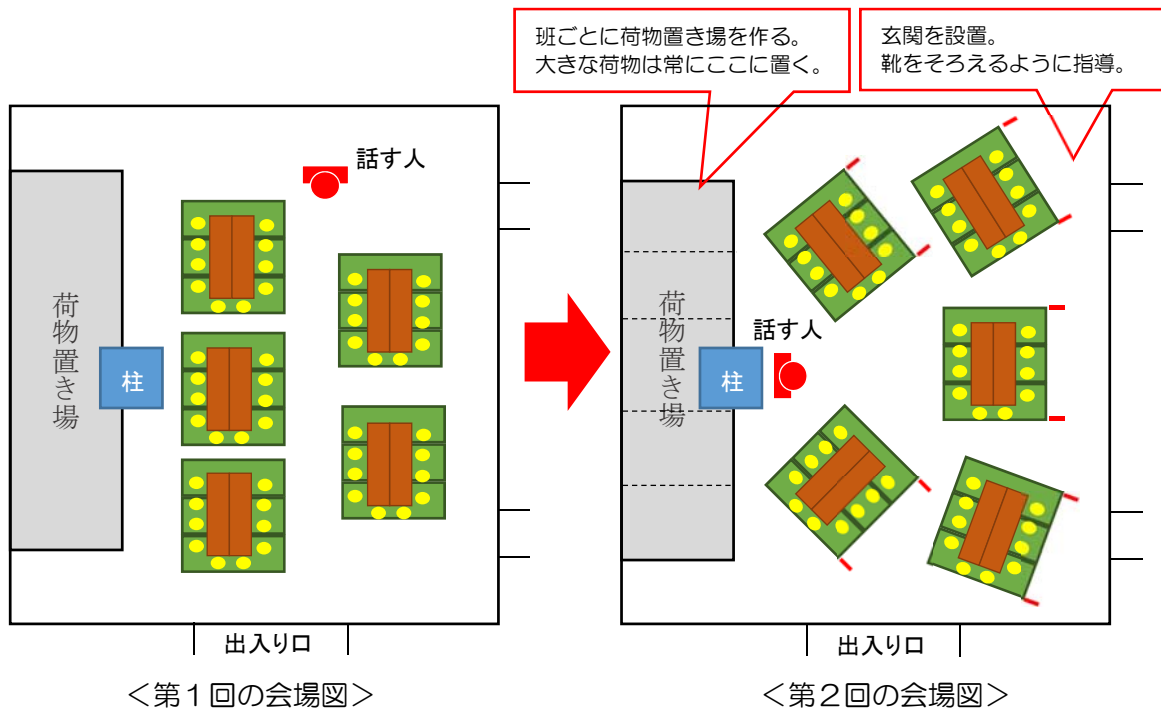 班ごとに荷物置き場を作る。
大きな荷物は常にここに置く。
玄関を設置。
靴をそろえるように指導。
話す人
荷物置き場
柱
出入り口
＜第１回の会場図＞
話す人
荷物置き場
柱
出入り口
＜第２回の会場図＞